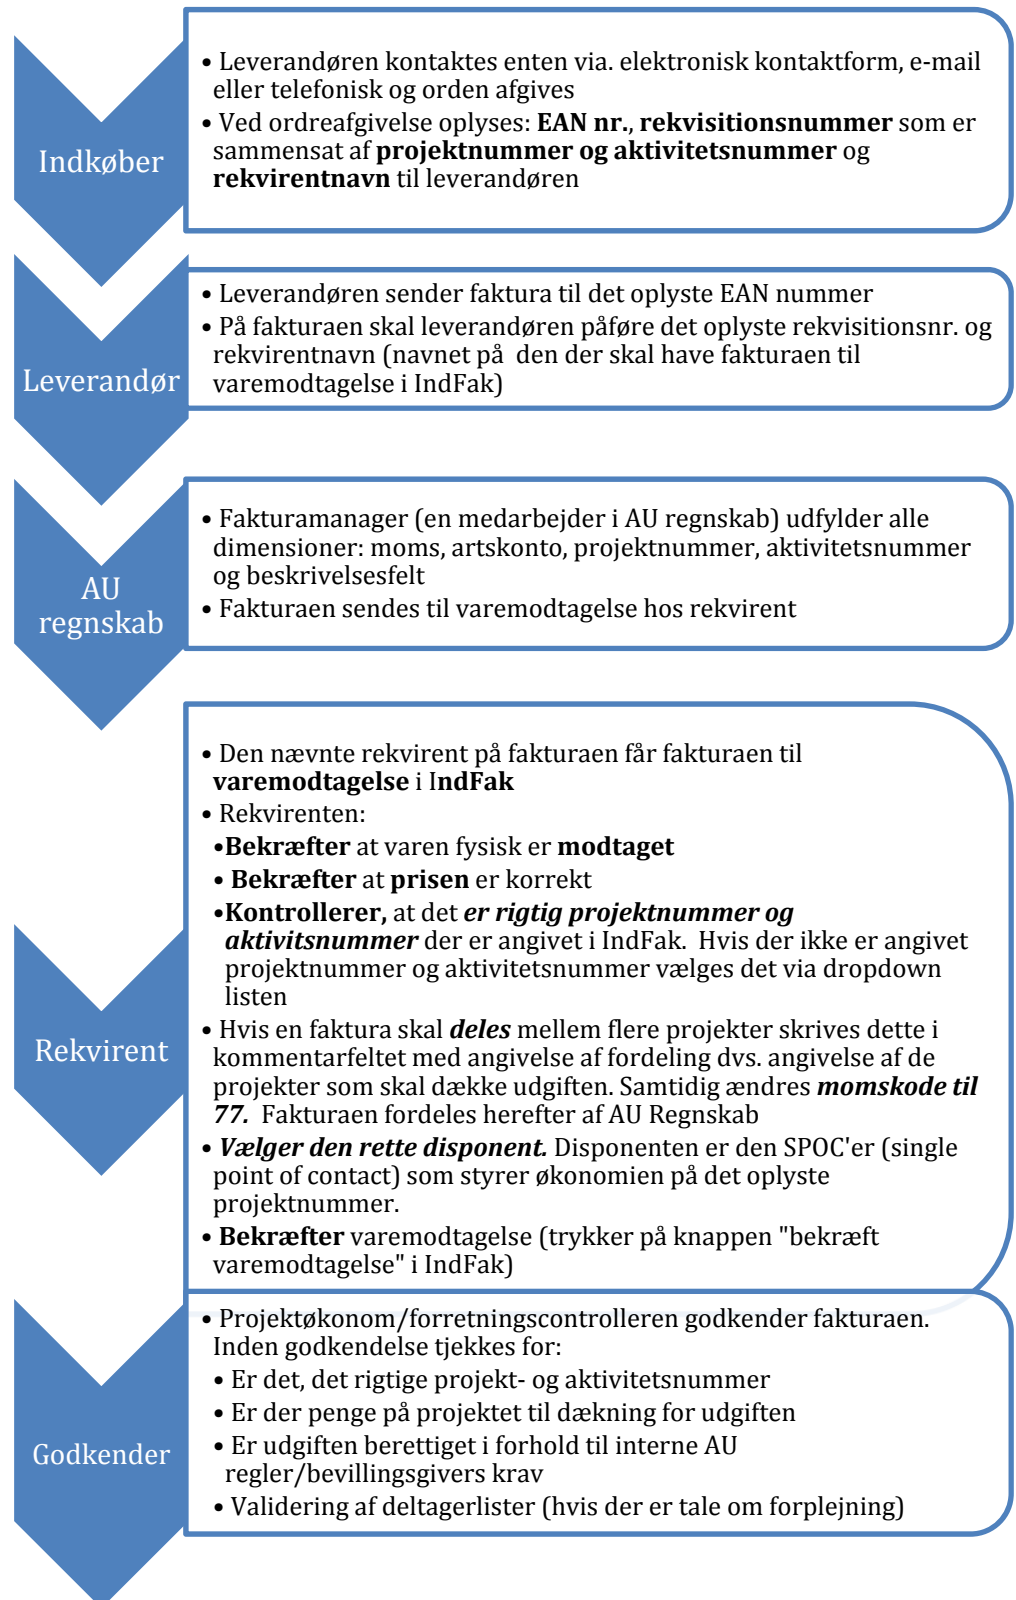 Indkøber
• Leverandøren kontaktes enten via. elektronisk kontaktform, e-mail
eller telefonisk og orden afgives
• Ved ordreafgivelse oplyses: EAN nr., rekvisitionsnummer som er
sammensat af projektnummer og aktivitetsnummer og
rekvirentnavn til leverandøren
Leverandør
• Leverandøren sender faktura til det oplyste EAN nummer
• På fakturaen skal leverandøren påføre det oplyste rekvisitionsnr. og
rekvirentnavn (navnet på  den der skal have fakturaen til
varemodtagelse i IndFak)
AU
regnskab
• Fakturamanager (en medarbejder i AU regnskab) udfylder alle
dimensioner: moms, artskonto, projektnummer, aktivitetsnummer
og beskrivelsesfelt
• Fakturaen sendes til varemodtagelse hos rekvirent
Rekvirent
• Den nævnte rekvirent på fakturaen får fakturaen til
varemodtagelse i IndFak
• Rekvirenten:
•Bekræfter at varen fysisk er modtaget
• Bekræfter at prisen er korrekt
•Kontrollerer, at det er rigtig projektnummer og
aktivitsnummer der er angivet i IndFak.  Hvis der ikke er angivet
projektnummer og aktivitetsnummer vælges det via dropdown
listen
• Hvis en faktura skal deles mellem flere projekter skrives dette i
kommentarfeltet med angivelse af fordeling dvs. angivelse af de
projekter som skal dække udgiften. Samtidig ændres momskode til
77.  Fakturaen fordeles herefter af AU Regnskab
• Vælger den rette disponent. Disponenten er den SPOC'er (single
point of contact) som styrer økonomien på det oplyste
projektnummer.
• Bekræfter varemodtagelse (trykker på knappen "bekræft
varemodtagelse" i IndFak)
Godkender
• Projektøkonom/forretningscontrolleren godkender fakturaen.
Inden godkendelse tjekkes for:
• Er det, det rigtige projekt- og aktivitetsnummer
• Er der penge på projektet til dækning for udgiften
• Er udgiften berettiget i forhold til interne AU
regler/bevillingsgivers krav
• Validering af deltagerlister (hvis der er tale om forplejning)